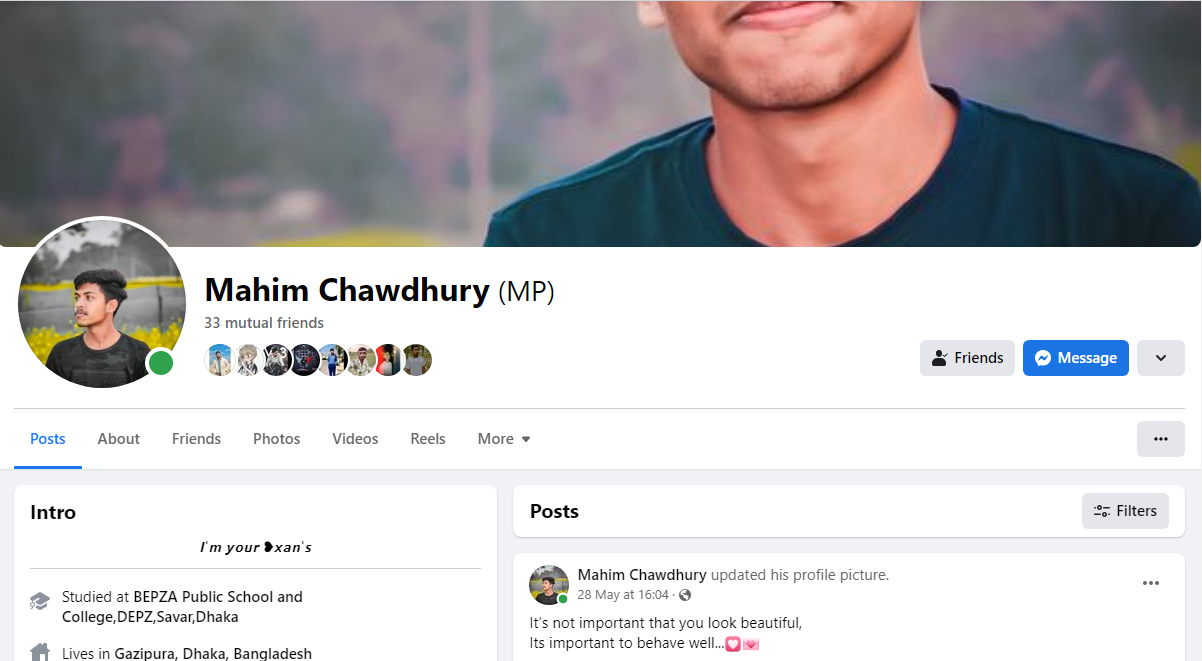 Mahim Chawdhury (MP)
33 mutual friends
Friends
Message
Posts
About
Friends
Photos
Videos
Reels
More
Intro
I'm your ❥xan's
Studied at BEPZA Public School and
College,DEPZ,Savar,Dhaka
Lives in Gazipura, Dhaka, Bangladesh
Posts
Filters
Mahim Chawdhury updated his profile picture.
28 May at 16:04 ·
It’s not important that you look beautiful,
Its important to behave well...💟💌